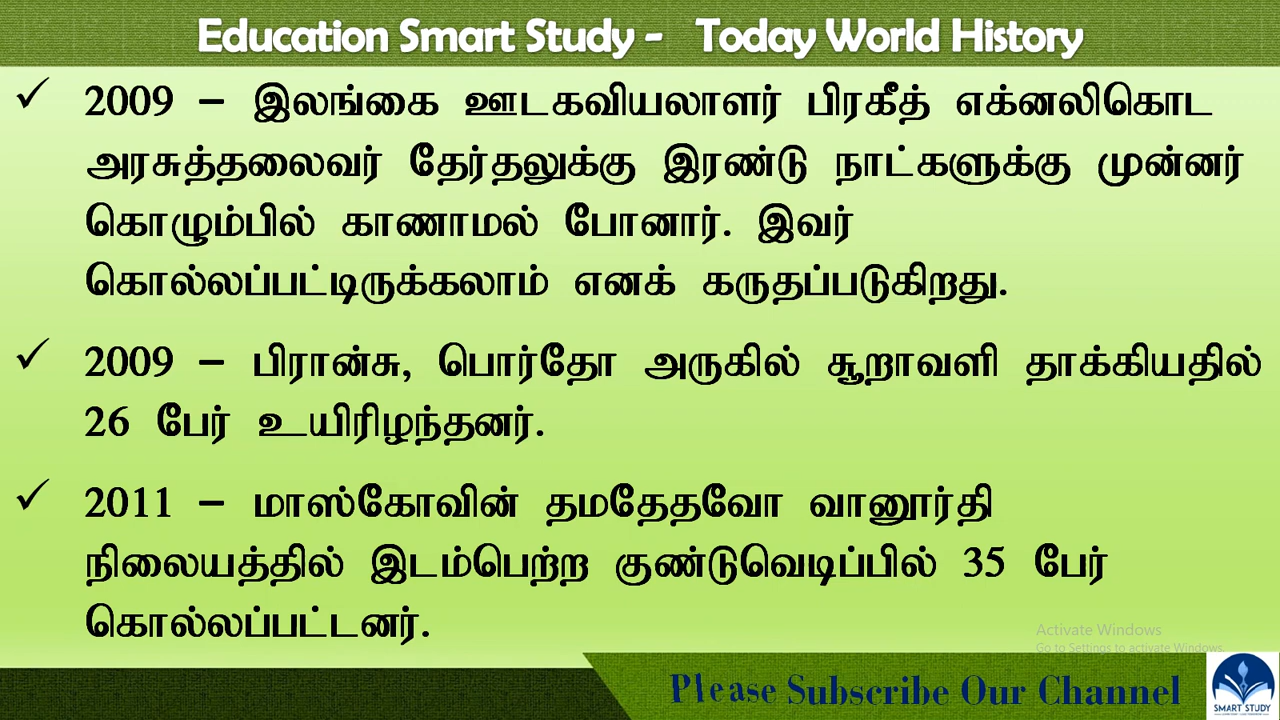 Education Smart Study - Today World History
✓ 2009 – இலங்கை ஊடகவியலாளர் பிரகீத் எக்னலிகொட
அரசுத்தலைவர் தேர்தலுக்கு இரண்டு நாட்களுக்கு முன்னர்
கொழும்பில் காணாமல் போனார். இவர்
கொல்லப்பட்டிருக்கலாம் எனக் கருதப்படுகிறது.
✓ 2009 – பிரான்சு, பொர்தோ அருகில் சூறாவளி தாக்கியதில்
26 பேர் உயிரிழந்தனர்.
✓ 2011 – மாஸ்கோவின் தமதேதவோ வானூர்தி
நிலையத்தில் இடம்பெற்ற குண்டுவெடிப்பில் 35 பேர்
கொல்லப்பட்டனர்.
Activate Windows
Go to Settings to activate Windows.
Please Subscribe Our Channel
SMART STUDY